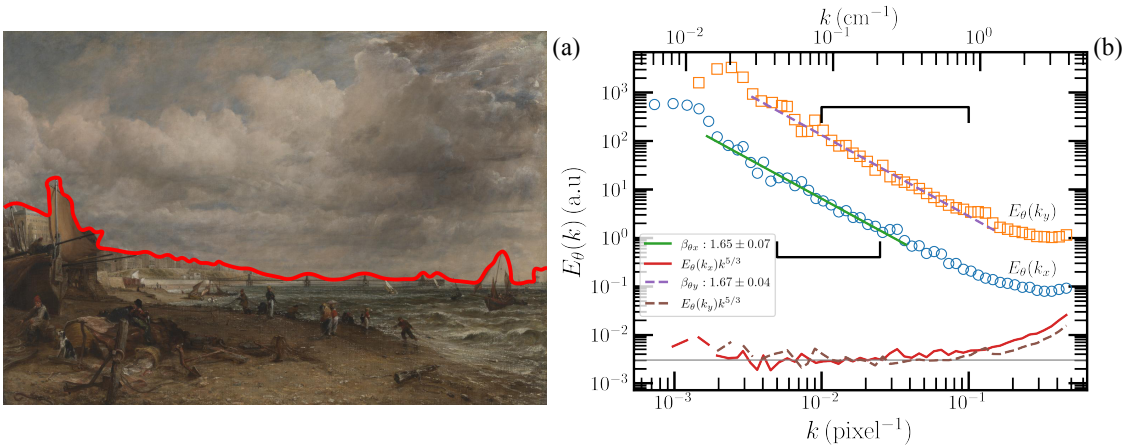 (a)
k (cm⁻¹)
10⁻² 10⁻¹ 10⁰
(b)
E_θ(k) (a.u)
10³
10²
10¹
10⁰
10⁻¹
10⁻²
10⁻³
E_θ(k_y)
E_θ(k_x)
β_θx : 1.65 ± 0.07
E_θ(k_x)k^5/3
β_θy : 1.67 ± 0.04
E_θ(k_y)k^5/3
10⁻³ 10⁻² 10⁻¹
k (pixel⁻¹)